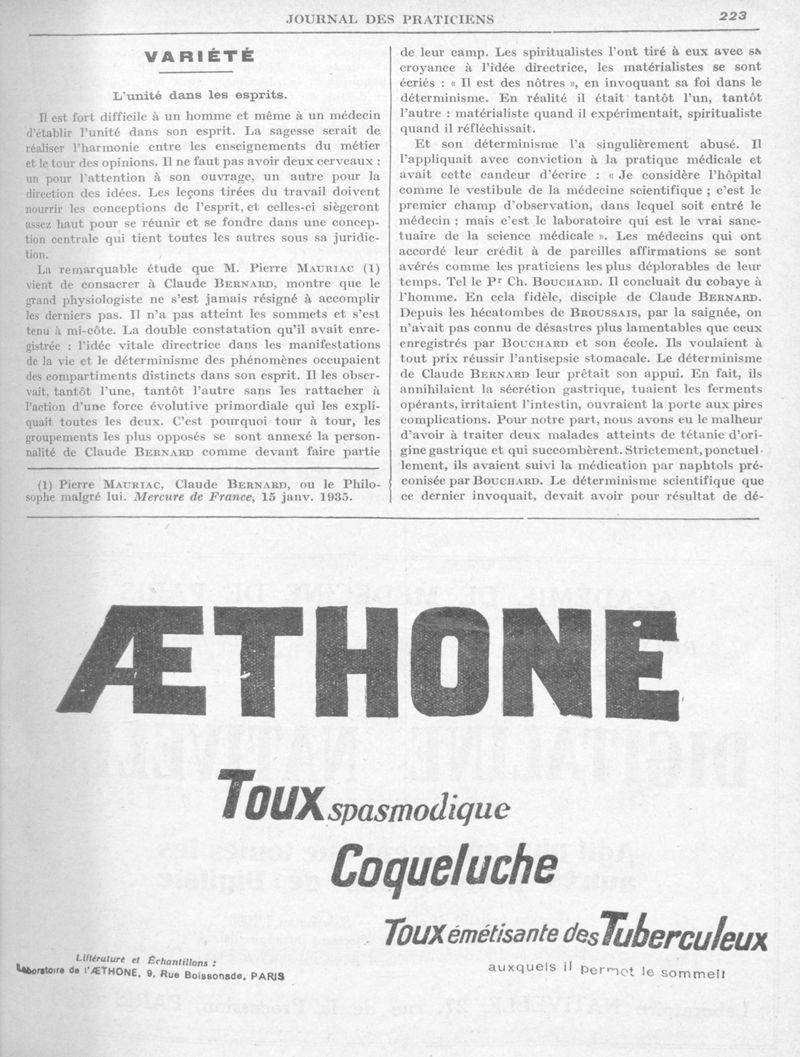 JOURNAL DES PRATICIENS
223
VARIÉTÉ
L'unité dans les esprits.
Il est fort difficile à un homme et même à un médecin
d'établir l'unité dans son esprit. La sagesse serait de
réaliser l'harmonie entre les enseignements du métier
et le tour des opinions. Il ne faut pas avoir deux cerveaux :
un pour l'attention à son ouvrage, un autre pour la
direction des idées. Les leçons tirées du travail doivent
nourrir les conceptions de l'esprit, et celles-ci siègeront
assez haut pour se réunir et se fondre dans une concep-
tion centrale qui tient toutes les autres sous sa juridic-
tion.
La remarquable étude que M. Pierre MAURIAC (1)
vient de consacrer à Claude BERNARD, montre que le
grand physiologiste ne s'est jamais résigné à accomplir
les derniers pas. Il n'a pas atteint les sommets et s'est
tenu à mi-côte. La double constatation qu'il avait enre-
gistrée : l'idée vitale directrice dans les manifestations
de la vie et le déterminisme des phénomènes occupaient
des compartiments distincts dans son esprit. Il les obser-
vait, tantôt l'une, tantôt l'autre sans les rattacher à
l'action d'une force évolutive primordiale qui les expli-
quait toutes les deux. C'est pourquoi tour à tour, les
groupements les plus opposés se sont annexé la person-
nalité de Claude BERNARD comme devant faire partie
(1) Pierre MAURIAC, Claude BERNARD, ou le Philo-
sophe malgré lui. Mercure de France, 15 janv. 1935.
de leur camp. Les spiritualistes l'ont tiré à eux avec sa
croyance à l'idée directrice, les matérialistes se sont
écriés : « Il est des nôtres », en invoquant sa foi dans le
déterminisme. En réalité il était tantôt l'un, tantôt
l'autre : matérialiste quand il expérimentait, spiritualiste
quand il réfléchissait.
Et son déterminisme l'a singulièrement abusé. Il
l'appliquait avec conviction à la pratique médicale et
avait cette candeur d'écrire : « Je considère l'hôpital
comme le vestibule de la médecine scientifique ; c'est le
premier champ d'observation, dans lequel soit entré le
médecin ; mais c'est le laboratoire qui est le vrai sanc-
tuaire de la science médicale ». Les médecins qui ont
accordé leur crédit à de pareilles affirmations se sont
avérés comme les praticiens les plus déplorables de leur
temps. Tel le Pr Ch. BOUCHARD. Il concluait du cobaye à
l'homme. En cela fidèle, disciple de Claude BERNARD.
Depuis les hécatombes de BROUSSAIS, par la saignée, on
n'avait pas connu de désastres plus lamentables que ceux
enregistrés par BOUCHARD et son école. Ils voulaient à
tout prix réussir l'antisepsie stomacale. Le déterminisme
de Claude BERNARD leur prêtait son appui. En fait, ils
annihilaient la sécrétion gastrique, tuaient les ferments
opérants, irritaient l'intestin, ouvraient la porte aux pires
complications. Pour notre part, nous avons eu le malheur
d'avoir à traiter deux malades atteints de tétanie d'ori-
gine gastrique et qui succombèrent. Strictement, ponctuel-
lement, ils avaient suivi la médication par naphtols pré-
conisée par BOUCHARD. Le déterminisme scientifique que
ce dernier invoquait, devait avoir pour résultat de dé-
ÆTHONE
Toux spasmodique
Coqueluche
Toux émétisante des Tuberculeux
auxquels il permet le sommeil
Littérature et Échantillons :
Laboratoire de l'ÆTHONE, 9, Rue Boissonade, PARIS